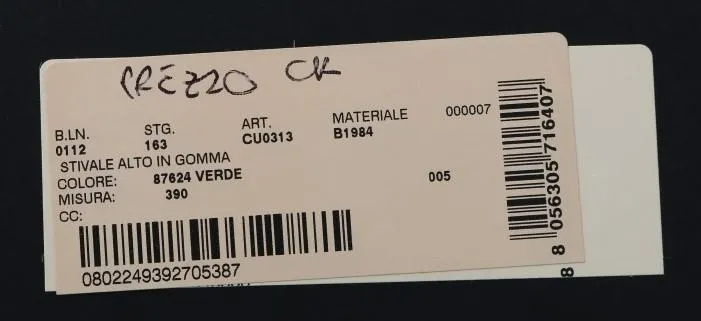 PREZZO OK
B.LN. STG. ART. MATERIALE 000007
0112 163 CU0313 B1984
STIVALE ALTO IN GOMMA
COLORE: 87624 VERDE 005
MISURA: 390
CC:
0802249392705387
8 056305 716407
8